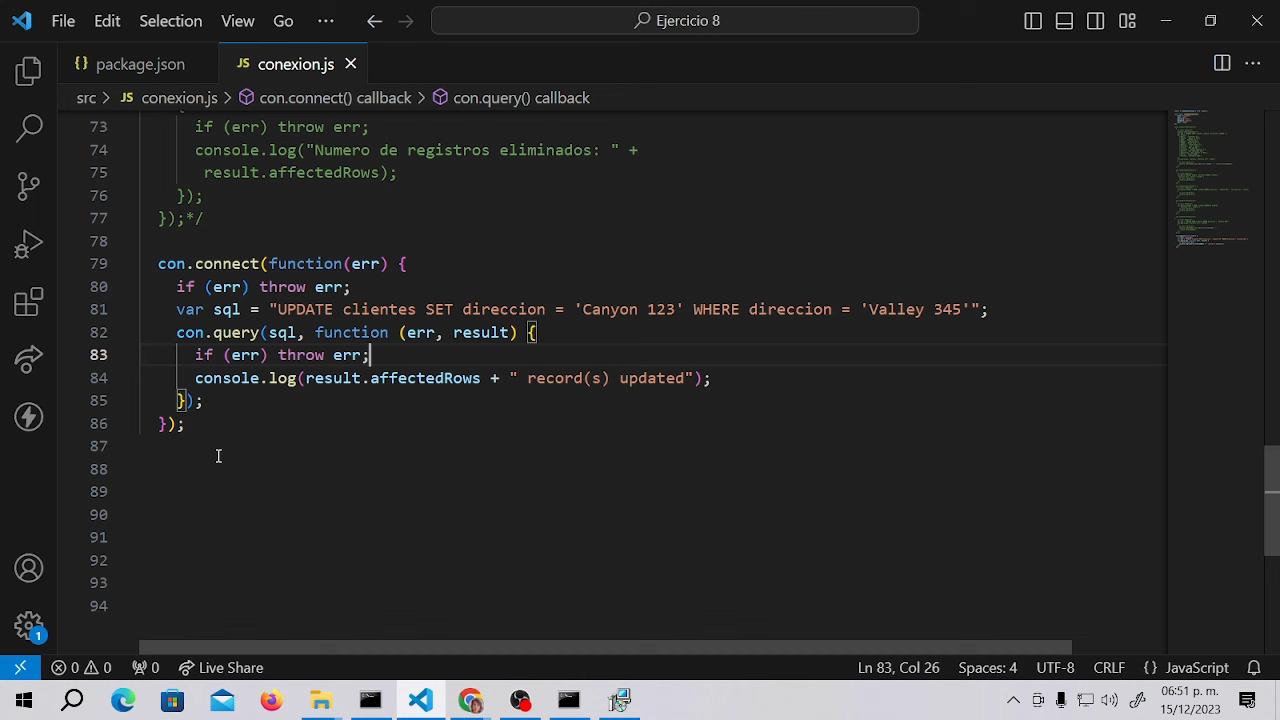 File Edit Selection View Go ··· Ejercicio 8
{} package.json JS conexion.js
src > JS conexion.js > con.connect() callback > con.query() callback
73 if (err) throw err;
74 console.log("Numero de registros eliminados: " +
75 result.affectedRows);
76 });
77 });*/
78
79 con.connect(function(err) {
80 if (err) throw err;
81 var sql = "UPDATE clientes SET direccion = 'Canyon 123' WHERE direccion = 'Valley 345'";
82 con.query(sql, function (err, result) {
83 if (err) throw err;
84 console.log(result.affectedRows + " record(s) updated");
85 });
86 });
87
88
89
90
91
92
93
94
1
0 0 0 Live Share Ln 83, Col 26 Spaces: 4 UTF-8 CRLF {} JavaScript
06:51 p. m.
15/12/2023